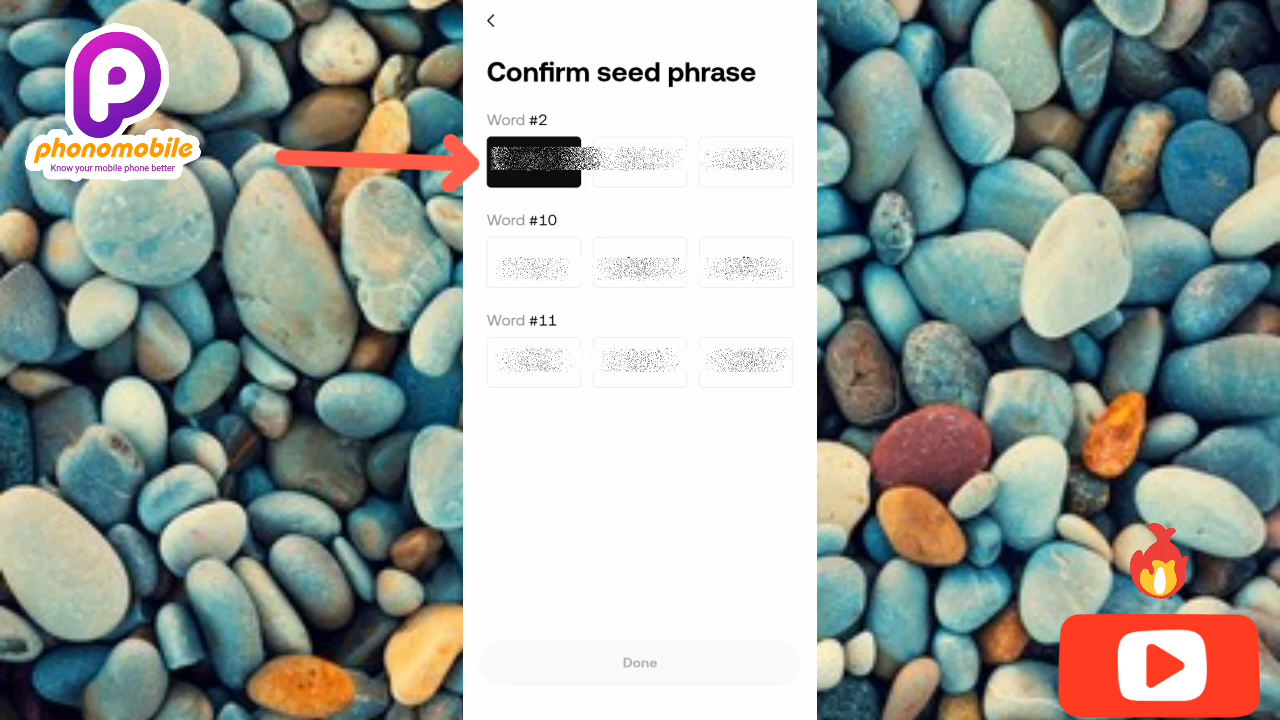 phonomobile
Know your mobile phone better
Confirm seed phrase
Word #2
Word #10
Word #11
Done